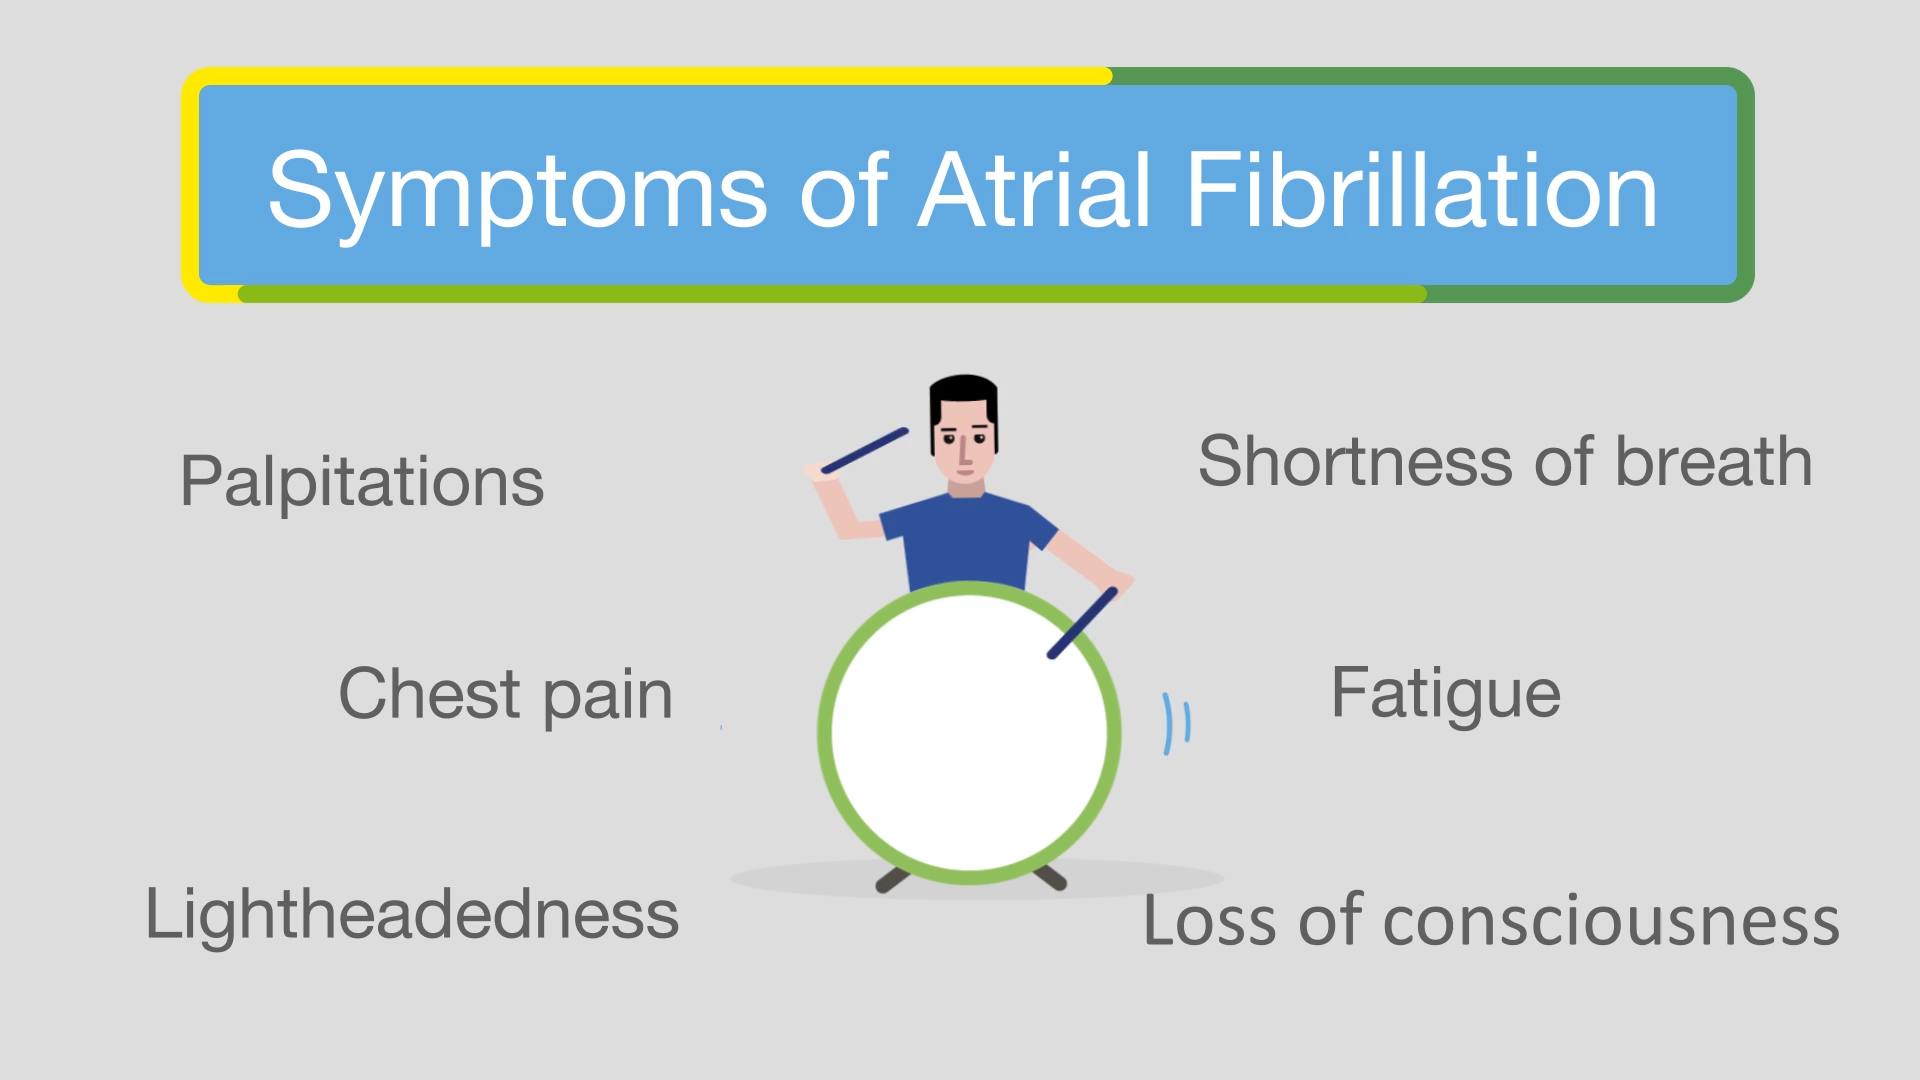 Symptoms of Atrial Fibrillation
Palpitations
Shortness of breath
Chest pain
Fatigue
Lightheadedness
Loss of consciousness